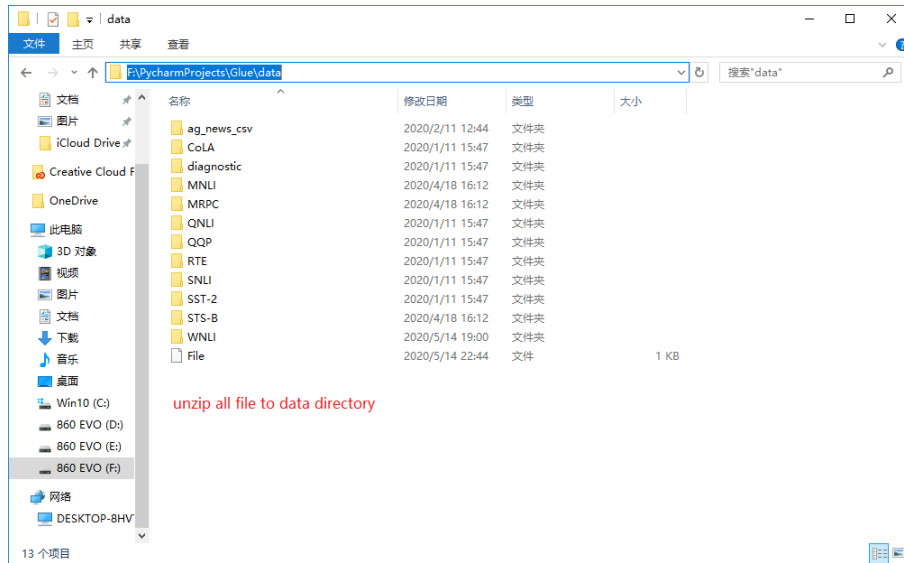 data
文件 主页 共享 查看
F:\PycharmProjects\Glue\data 搜索"data"
文档
图片
iCloud Drive
Creative Cloud F
OneDrive
此电脑
3D 对象
视频
图片
文档
下载
音乐
桌面
Win10 (C:)
860 EVO (D:)
860 EVO (E:)
860 EVO (F:)
网络
DESKTOP-8HV
名称 修改日期 类型 大小
ag_news_csv 2020/2/11 12:44 文件夹
CoLA 2020/1/11 15:47 文件夹
diagnostic 2020/1/11 15:47 文件夹
MNLI 2020/4/18 16:12 文件夹
MRPC 2020/4/18 16:12 文件夹
QNLI 2020/1/11 15:47 文件夹
QQP 2020/1/11 15:47 文件夹
RTE 2020/1/11 15:47 文件夹
SNLI 2020/1/11 15:47 文件夹
SST-2 2020/1/11 15:47 文件夹
STS-B 2020/4/18 16:12 文件夹
WNLI 2020/5/14 19:00 文件夹
File 2020/5/14 22:44 文件 1 KB
unzip all file to data directory
13 个项目